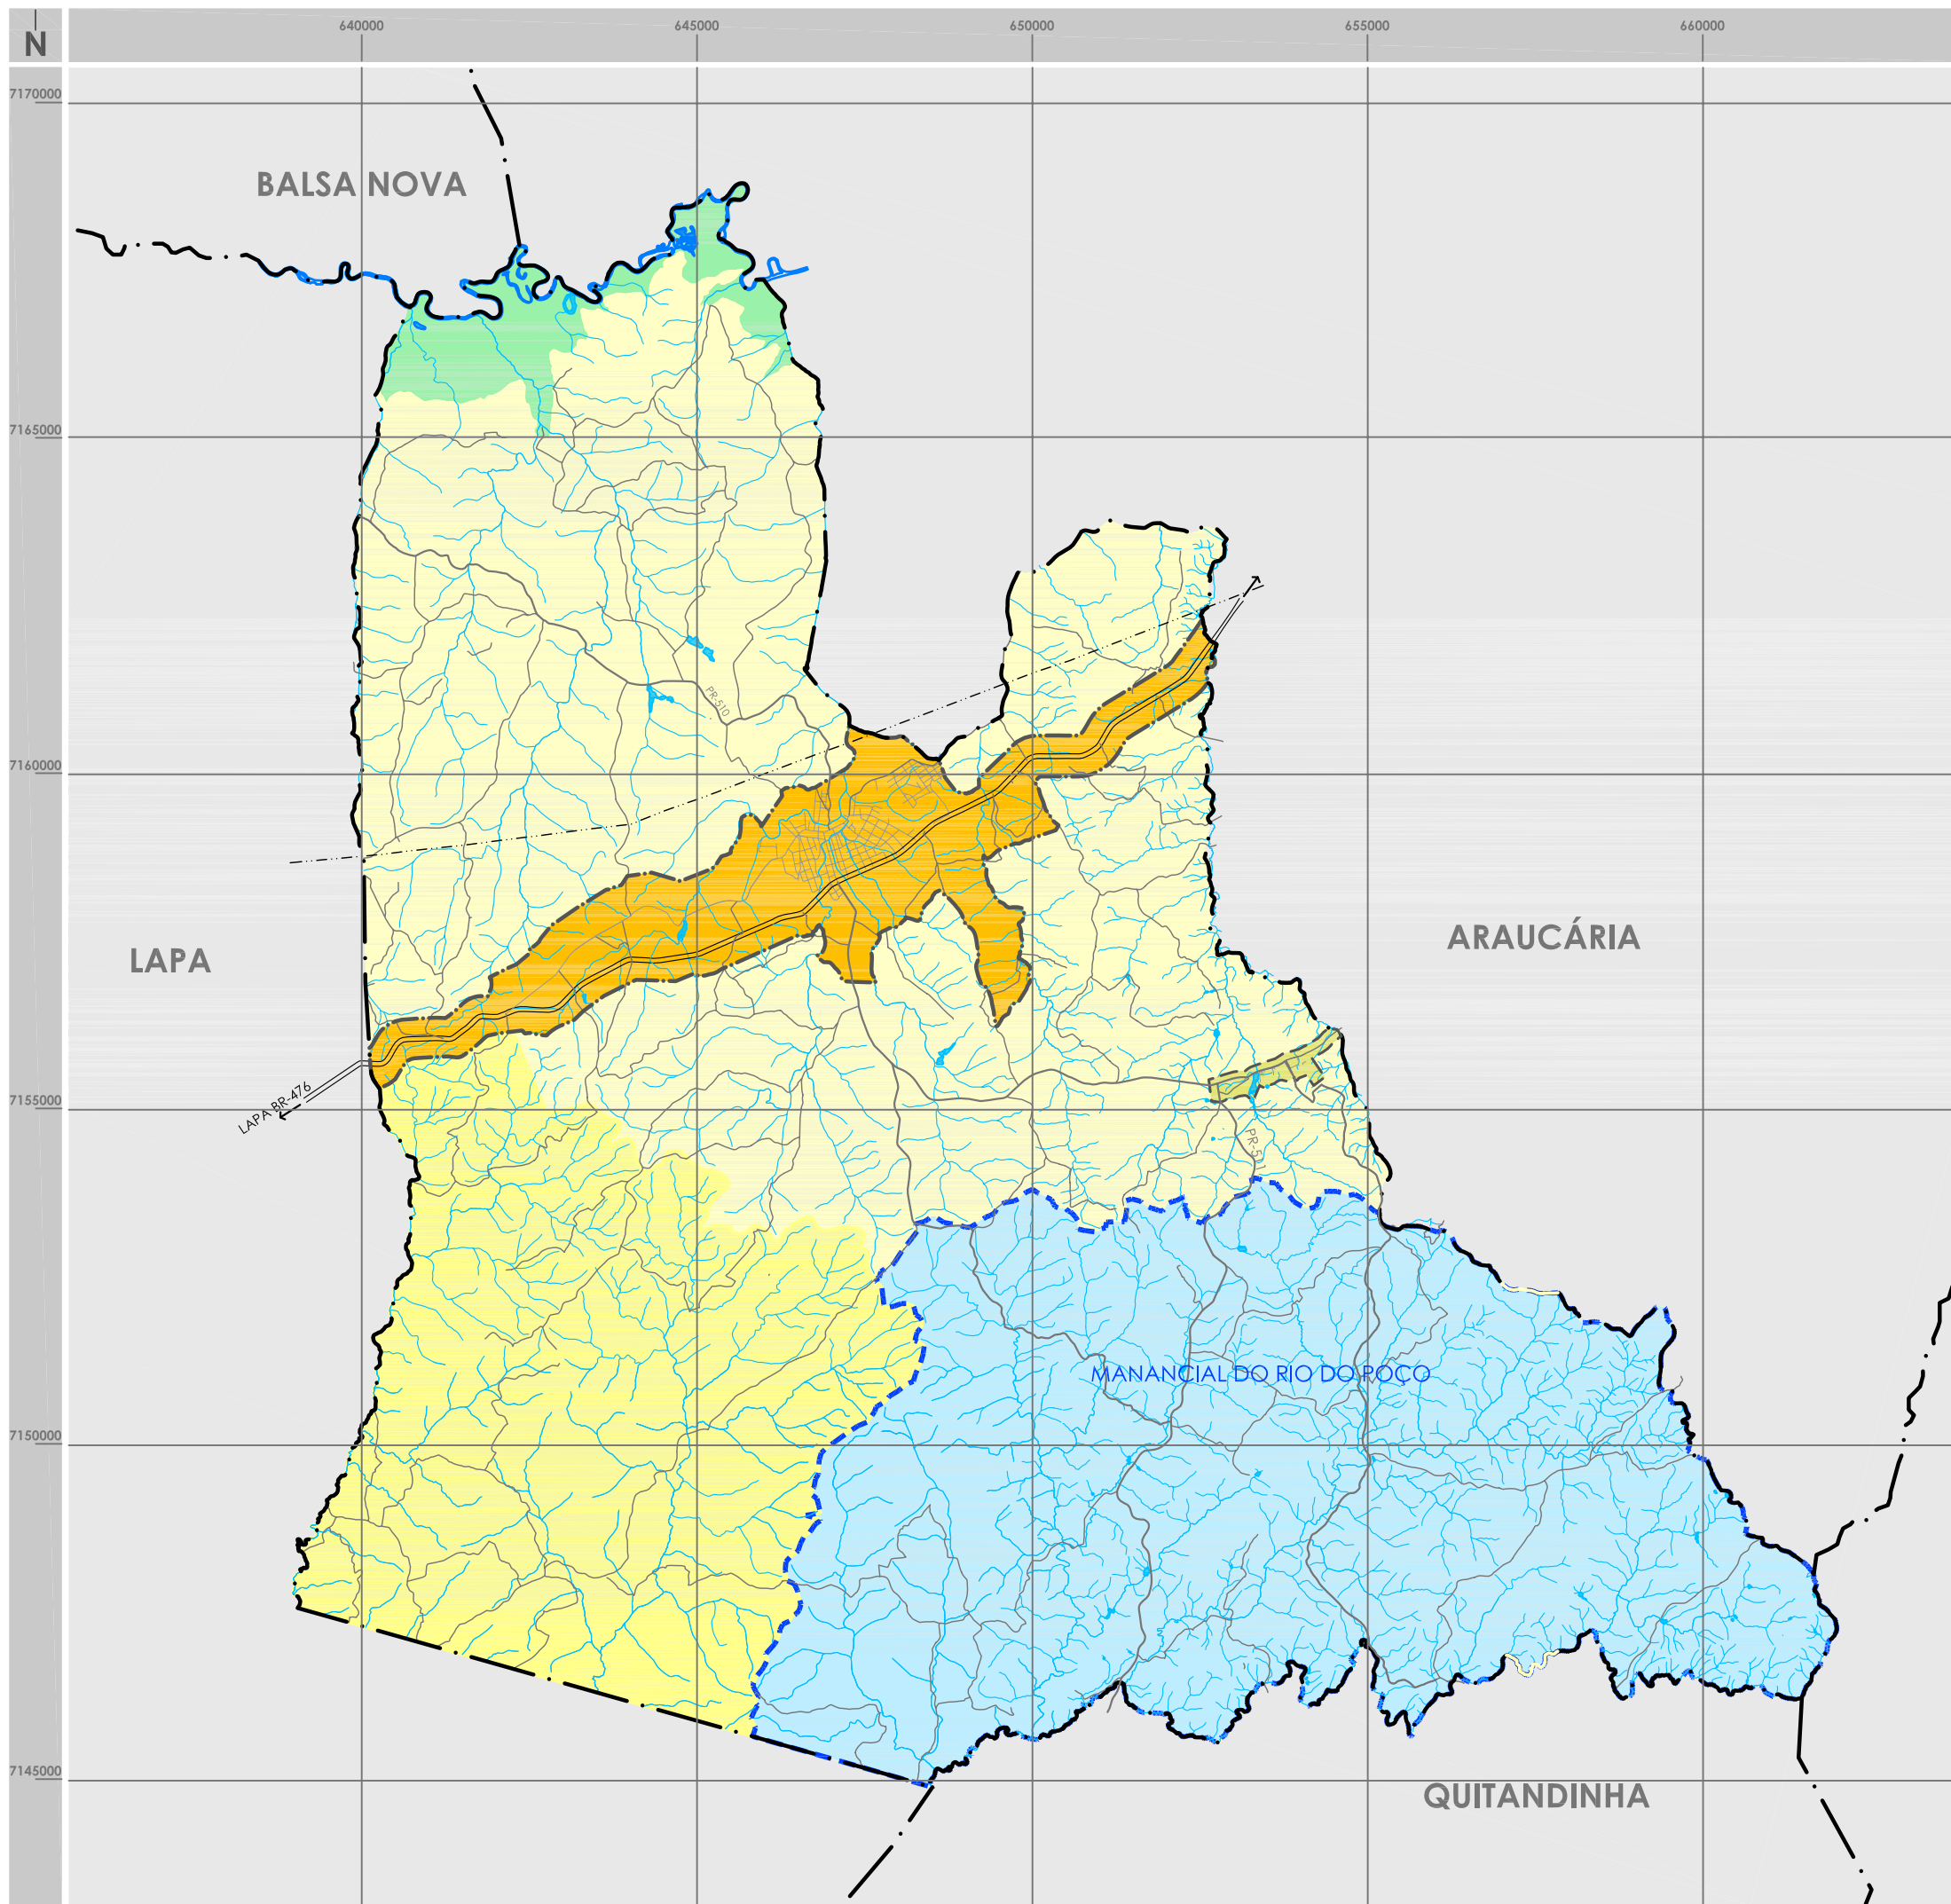 N
640000
645000
650000
655000
660000
7170000
BALSA NOVA
7165000
PR-510
7160000
LAPA
ARAUCÁRIA
7155000
LAPA BR-476
PR-511
MANANCIAL DO RIO DO POÇO
7150000
7145000
QUITANDINHA